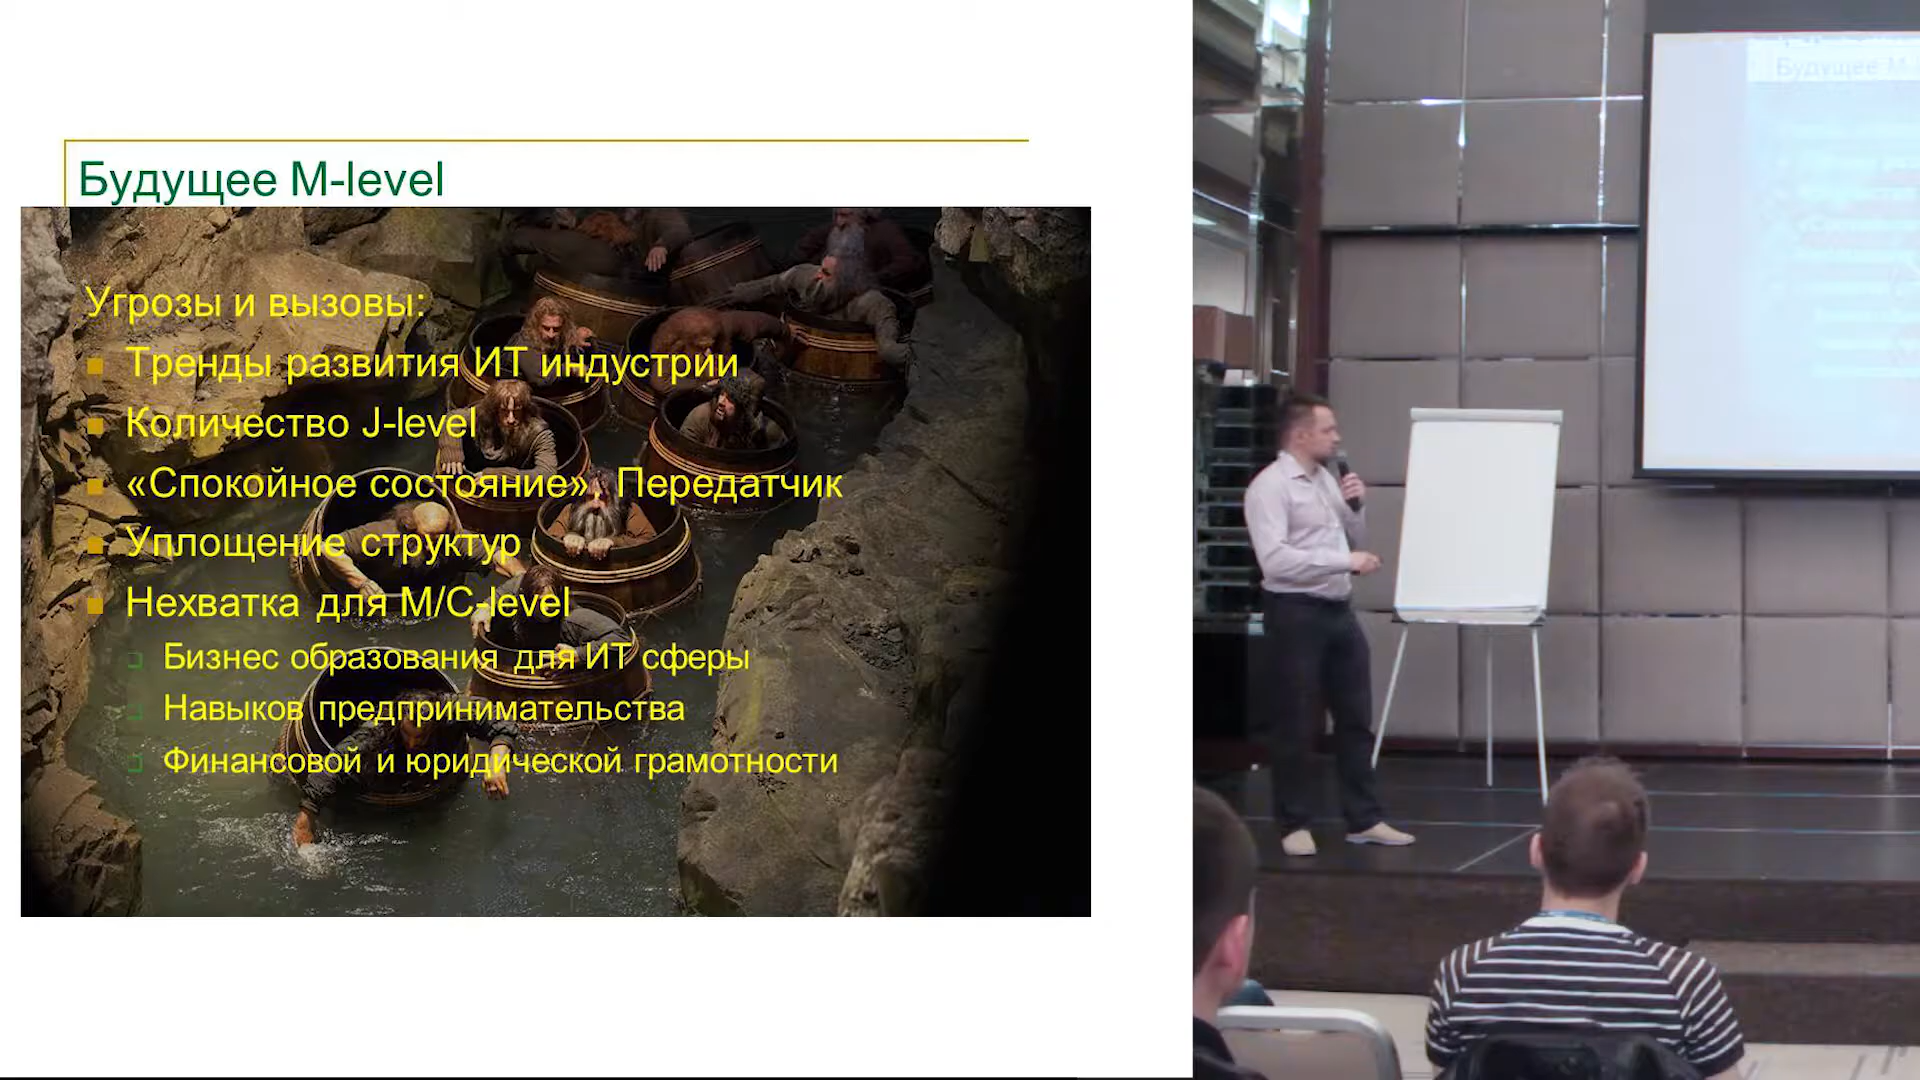 Будущее M-level
Угрозы и вызовы:
Тренды развития ИТ индустрии
Количество J-level
«Спокойное состояние», Передатчик
Уплощение структур
Нехватка для M/C-level
Бизнес образования для ИТ сферы
Навыков предпринимательства
Финансовой и юридической грамотности
Будущее M